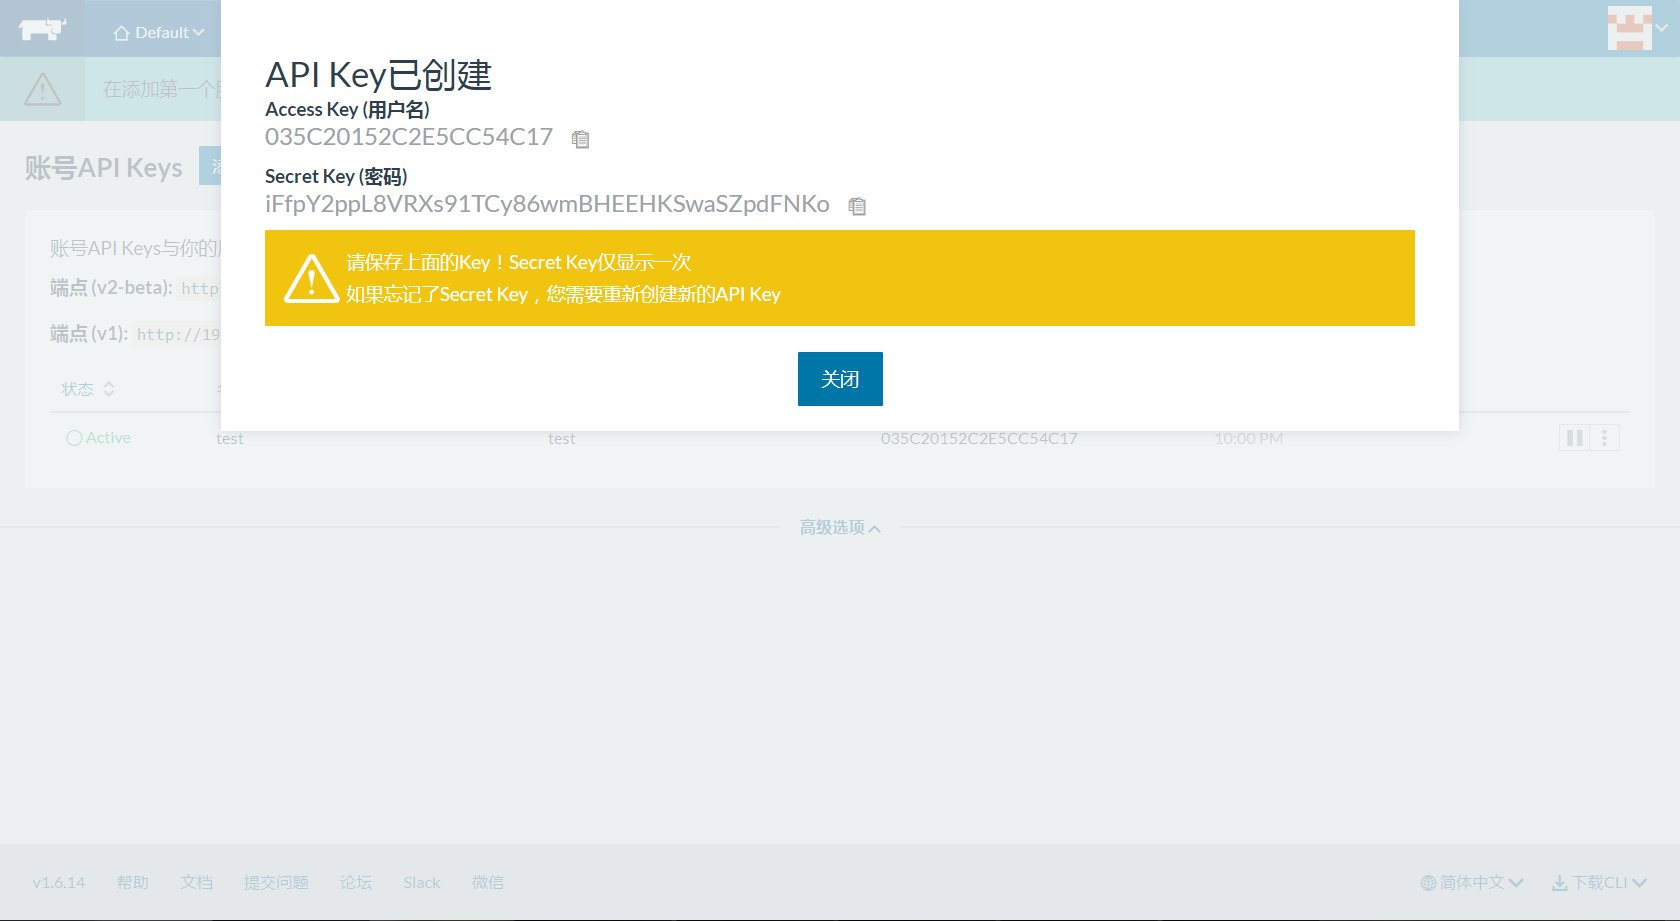 Default
在添加第一个
API Key已创建
Access Key (用户名)
035C20152C2E5CC54C17
Secret Key (密码)
iFfpY2ppL8VRXs91TCy86wmBHEEHKSwaSZpdFNKo
请保存上面的Key！Secret Key仅显示一次
如果忘记了Secret Key，您需要重新创建新的API Key
关闭
账号API Keys
账号API Keys与你的
端点 (v2-beta): http
端点 (v1): http://19
状态
Active test test 035C20152C2E5CC54C17 10:00 PM
高级选项
v1.6.14 帮助 文档 提交问题 论坛 Slack 微信 简体中文 下载CLI